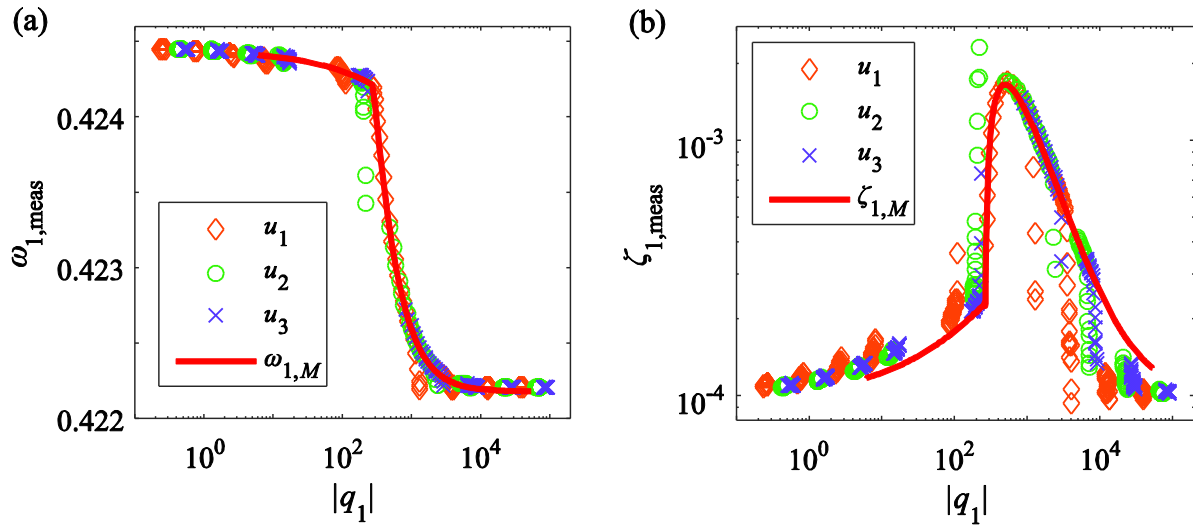 (a)
0.424
0.423
0.422
ω1,meas
u1
u2
u3
ω1,M
10^0 10^2 10^4
|q1|
(b)
10^-3
10^-4
ζ1,meas
u1
u2
u3
ζ1,M
10^0 10^2 10^4
|q1|